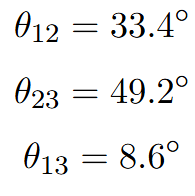 θ₁₂ = 33.4°
θ₂₃ = 49.2°
θ₁₃ = 8.6°